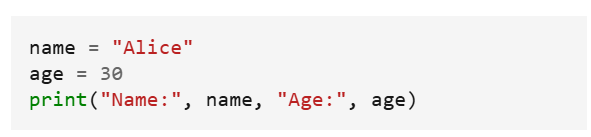 name = "Alice"
age = 30
print("Name:", name, "Age:", age)